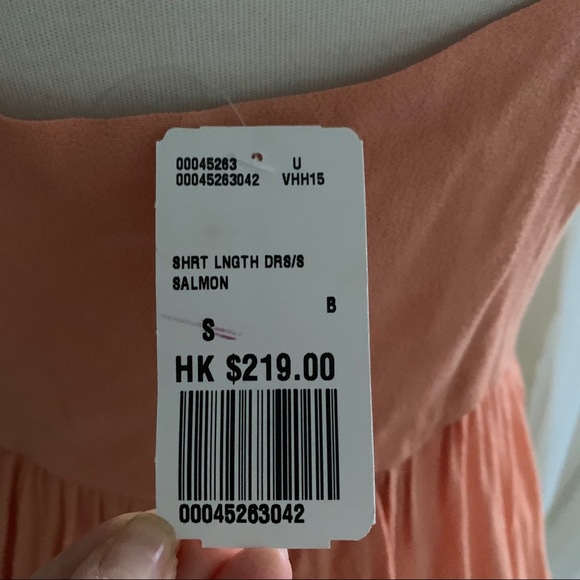 00045263 U
00045263042 VHH15
SHRT LNGTH DRS/S
SALMON
B
S
HK $219.00
00045263042